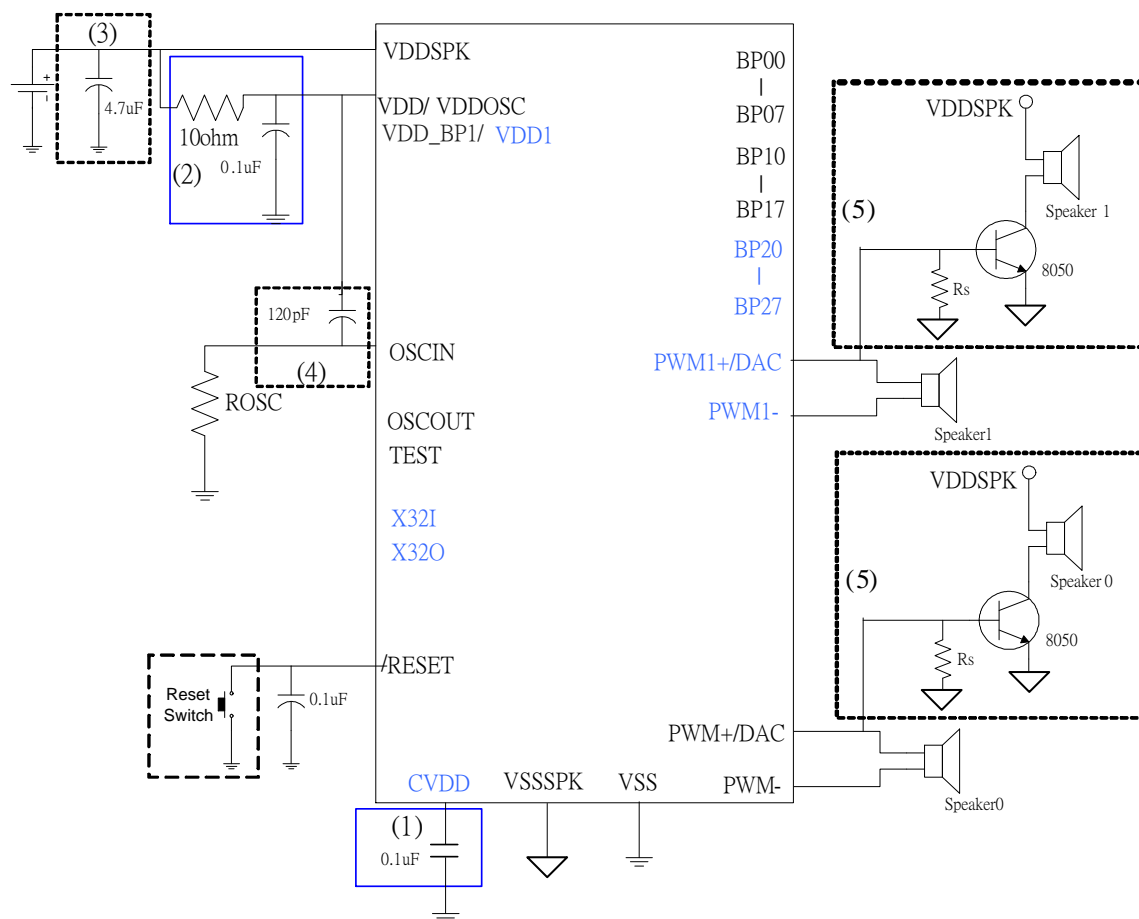 (3)
+
-
4.7uF
10ohm
(2)
0.1uF
VDDSPK
VDD/ VDDOSC
VDD_BP1/ VDD1
120pF
(4)
ROSC
OSCIN
OSCOUT
TEST
X32I
X32O
/RESET
Reset
Switch
0.1uF
CVDD
VSSSPK
VSS
(1)
0.1uF
BP00
BP07
BP10
BP17
BP20
BP27
PWM1+/DAC
PWM1-
PWM+/DAC
PWM-
VDDSPK
Speaker 1
(5)
8050
Rs
Speaker1
VDDSPK
Speaker 0
(5)
8050
Rs
Speaker0